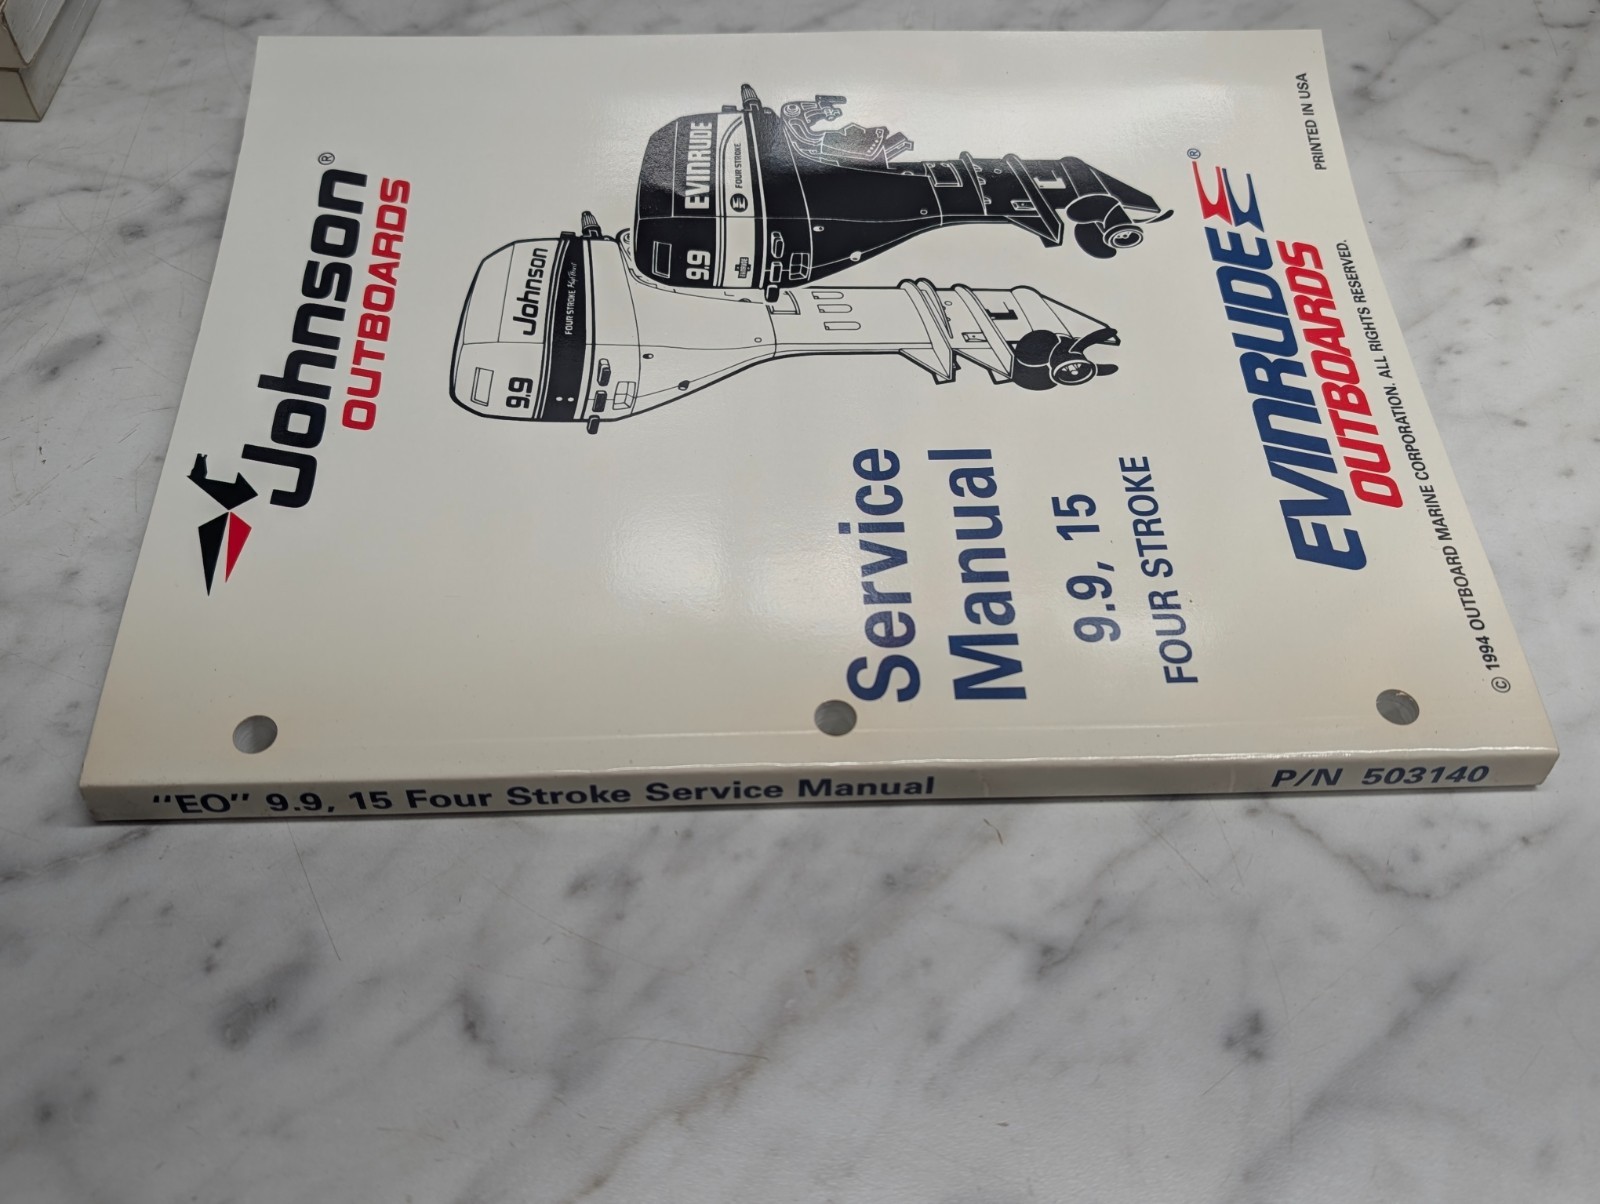 Johnson®
OUTBOARDS
EVINRUDE
FOUR STROKE
9.9
Johnson
FOUR STROKE
9.9
Service
Manual
9.9, 15
FOUR STROKE
EVINRUDE®
OUTBOARDS
© 1994 OUTBOARD MARINE CORPORATION. ALL RIGHTS RESERVED.
PRINTED IN USA
"EO" 9.9, 15 Four Stroke Service Manual
P/N 503140